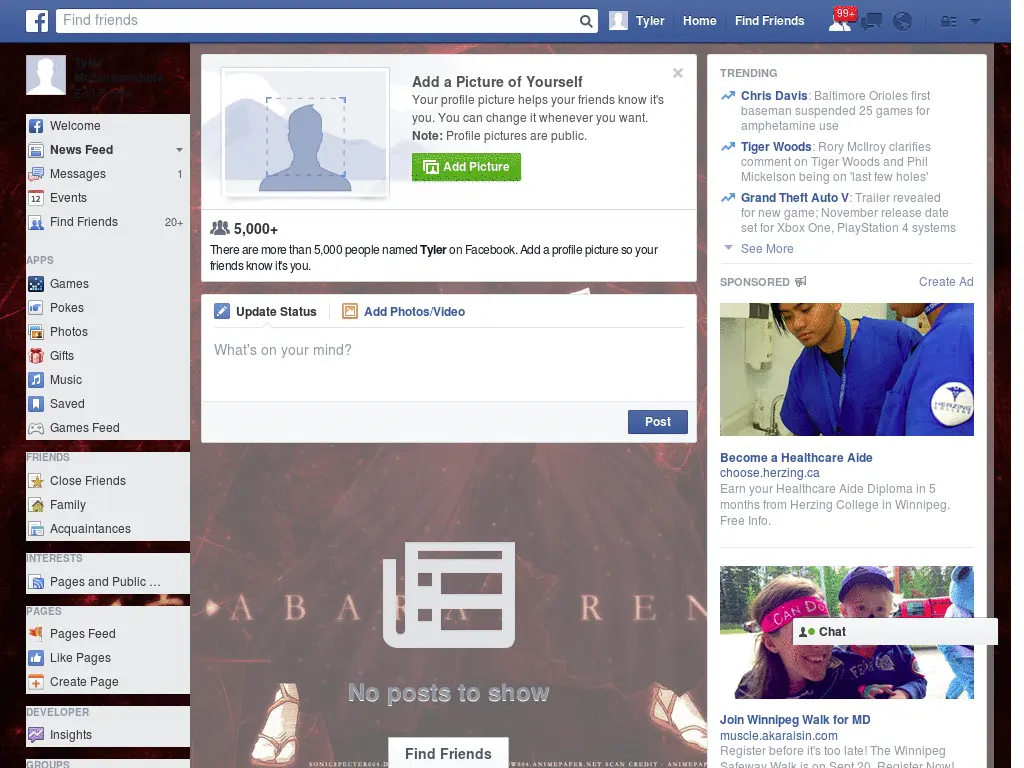 Find friends
Tyler
Home
Find Friends
99+
Tyler
McScreenshots
Edit Profile
Welcome
News Feed
Messages 1
Events
Find Friends 20+
APPS
Games
Pokes
Photos
Gifts
Music
Saved
Games Feed
FRIENDS
Close Friends
Family
Acquaintances
INTERESTS
Pages and Public ...
PAGES
Pages Feed
Like Pages
Create Page
DEVELOPER
Insights
GROUPS
Add a Picture of Yourself
Your profile picture helps your friends know it's
you. You can change it whenever you want.
Note: Profile pictures are public.
Add Picture
5,000+
There are more than 5,000 people named Tyler on Facebook. Add a profile picture so your
friends know it's you.
Update Status
Add Photos/Video
What's on your mind?
Post
No posts to show
Find Friends
TRENDING
Chris Davis: Baltimore Orioles first
baseman suspended 25 games for
amphetamine use
Tiger Woods: Rory McIlroy clarifies
comment on Tiger Woods and Phil
Mickelson being on 'last few holes'
Grand Theft Auto V: Trailer revealed
for new game; November release date
set for Xbox One, PlayStation 4 systems
See More
SPONSORED
Create Ad
HERZING
COLLEGE
Become a Healthcare Aide
choose.herzing.ca
Earn your Healthcare Aide Diploma in 5
months from Herzing College in Winnipeg.
Free Info.
CAN DO
Chat
Join Winnipeg Walk for MD
muscle.akaraisin.com
Register before it's too late! The Winnipeg
Safeway Walk is on Sept 20. Register Now!